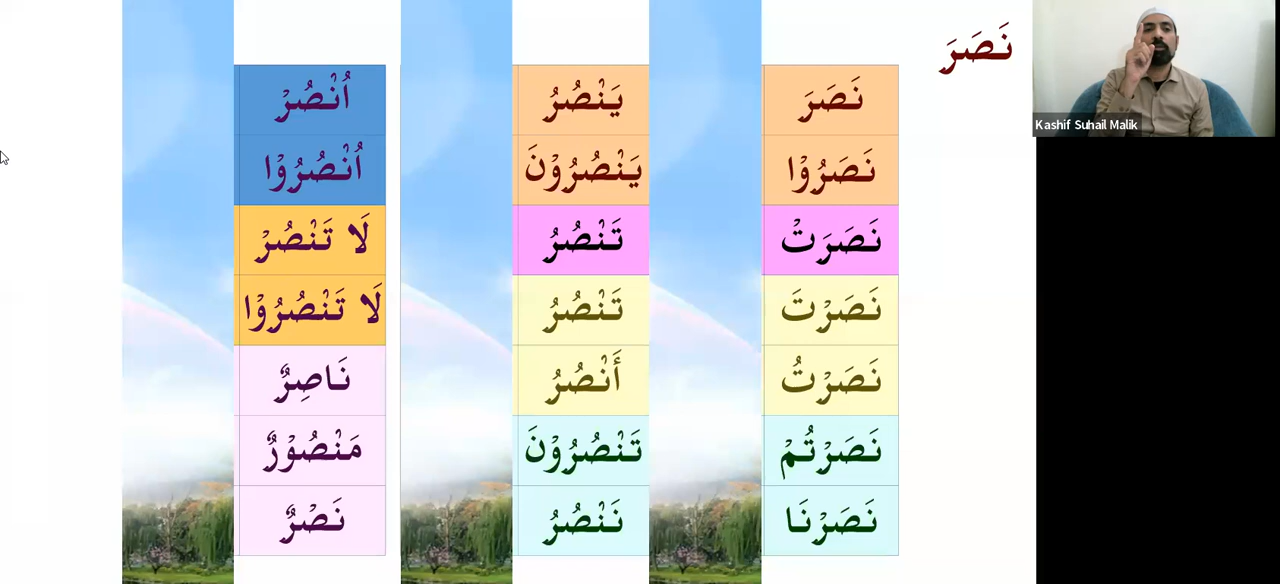 نَصَرَ
Kashif Suhail Malik
نَصَرَ
نَصَرُوْا
نَصَرَتْ
نَصَرْتَ
نَصَرْتُ
نَصَرْتُمْ
نَصَرْنَا
يَنْصُرُ
يَنْصُرُوْنَ
تَنْصُرُ
تَنْصُرُ
أَنْصُرُ
تَنْصُرُوْنَ
نَنْصُرُ
اُنْصُرْ
اُنْصُرُوْا
لَا تَنْصُرْ
لَا تَنْصُرُوْا
نَاصِرٌ
مَنْصُوْرٌ
نَصْرٌ